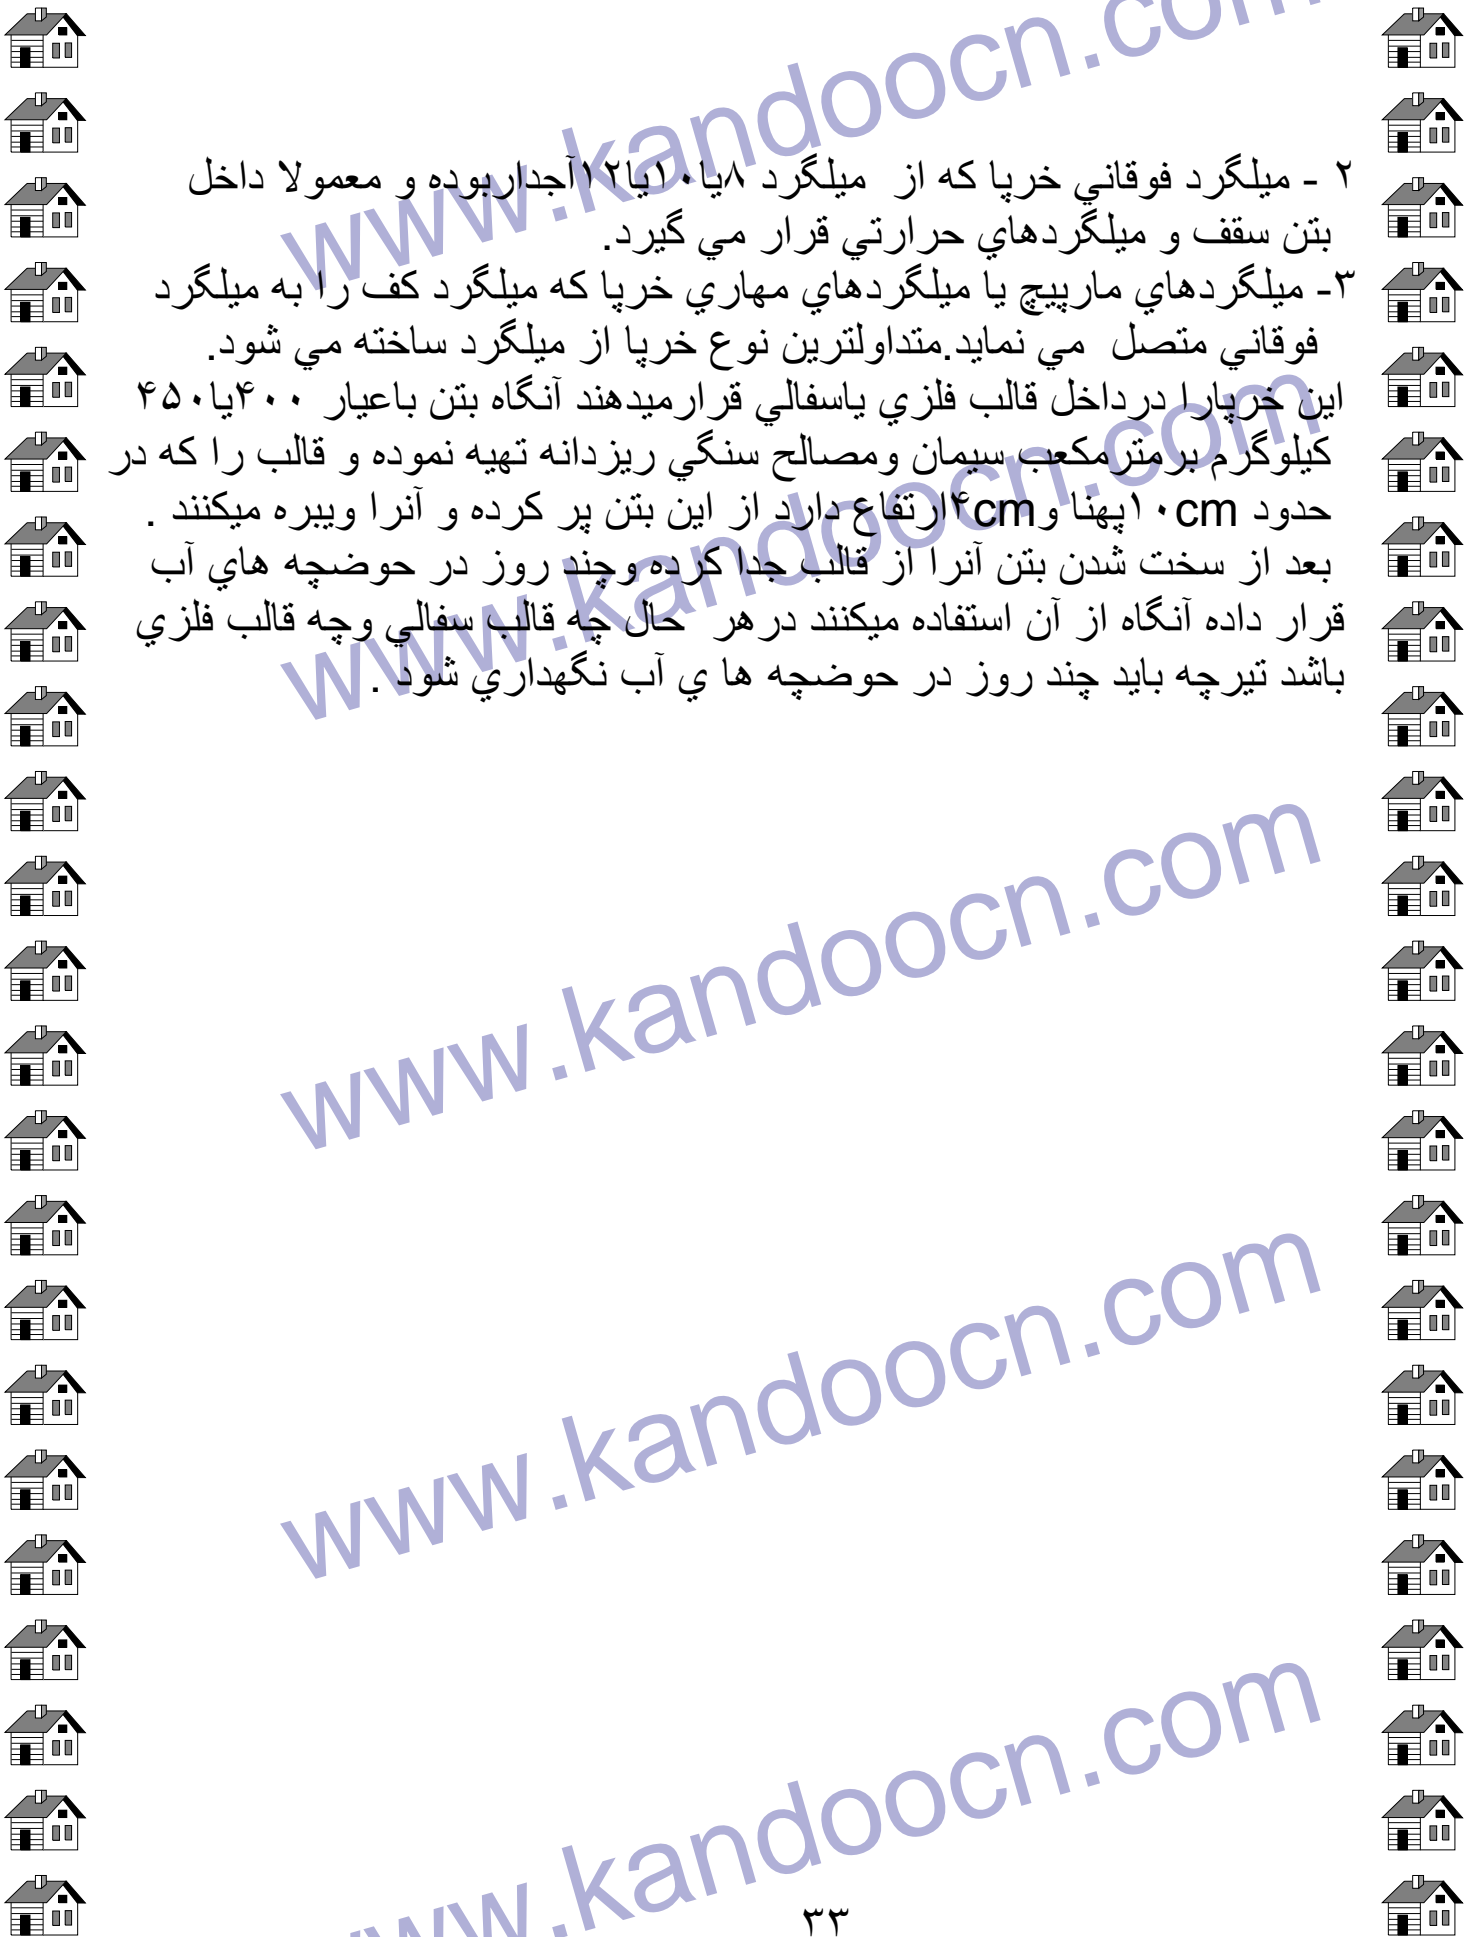 www.kandoocn.com
۲ - ميلگرد فوقاني خرپا كه از ميلگرد ۸يا۱۰يا۱۲آجداربوده و معمولا داخل
بتن سقف و ميلگردهاي حرارتي قرار مي گيرد.
۳- ميلگردهاي مارپيچ يا ميلگردهاي مهاري خرپا كه ميلگرد كف را به ميلگرد
فوقاني متصل مي نمايد.متداولترين نوع خرپا از ميلگرد ساخته مي شود.
اين خرپارا درداخل قالب فلزي ياسفالي قرارميدهند آنگاه بتن باعيار ۴۰۰يا۴۵۰
كيلوگرم برمترمكعب سيمان ومصالح سنگي ريزدانه تهيه نموده و قالب را كه در
حدود ۱۰cmپهنا و۴cmارتفاع دارد از اين بتن پر كرده و آنرا ويبره ميكنند .
بعد از سخت شدن بتن آنرا از قالب جدا كرده وچند روز در حوضچه هاي آب
قرار داده آنگاه از آن استفاده ميكنند درهر حال چه قالب سفالي وچه قالب فلزي
باشد تيرچه بايد چند روز در حوضچه ها ي آب نگهداري شود .
www.kandoocn.com
www.kandoocn.com
www.kandoocn.com
www.kandoocn.com
۳۳